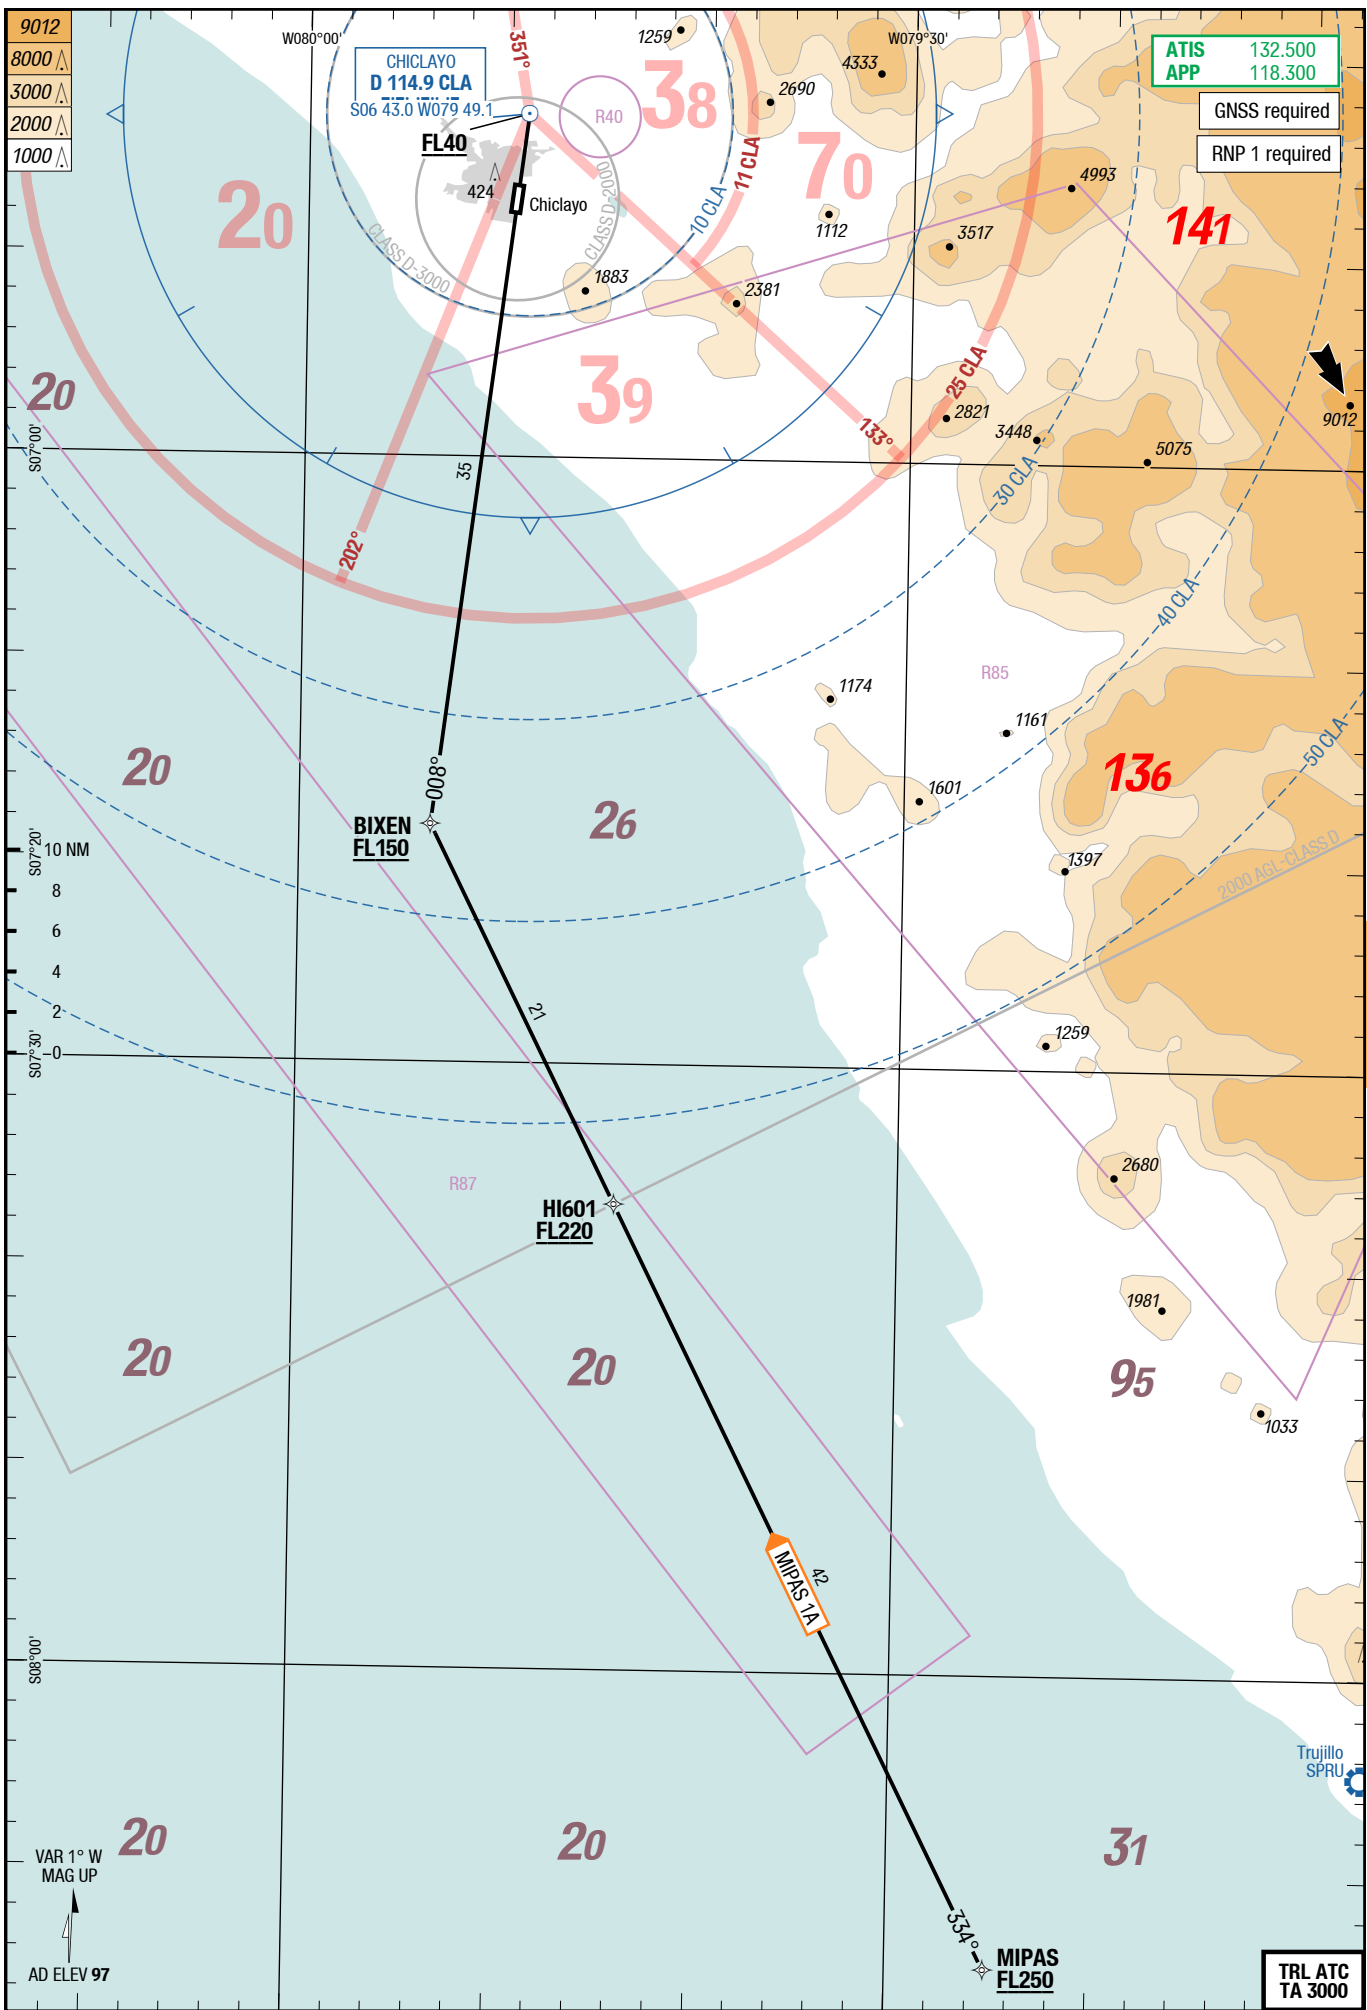 9012
8000
3000
2000
1000
W080°00'
351°
1259
4333
W079°30'
ATIS 132.500
APP 118.300
GNSS required
RNP 1 required
CHICLAYO
D 114.9 CLA
S06 43.0 W079 49.1
FL40
R40
38
2690
11 CLA
70
4993
141
20
424
Chiclayo
CLASS D-2000
CLASS D-3000
10 CLA
1112
3517
1883
2381
9012
20
39
25 CLA
2821
3448
5075
133°
S07°00'
35
30 CLA
202°
40 CLA
R85
1174
1161
50 CLA
20
008°
136
1601
26
BIXEN
FL150
S07°20'
10 NM
8
6
4
2
0
1397
2000 AGL-CLASS D
21
S07°30'
1259
R87
2680
HI601
FL220
1981
20
20
95
1033
MIPAS 1A
42
S08°00'
Trujillo
SPRU
20
20
31
VAR 1° W
MAG UP
334°
MIPAS
FL250
AD ELEV 97
TRL ATC
TA 3000